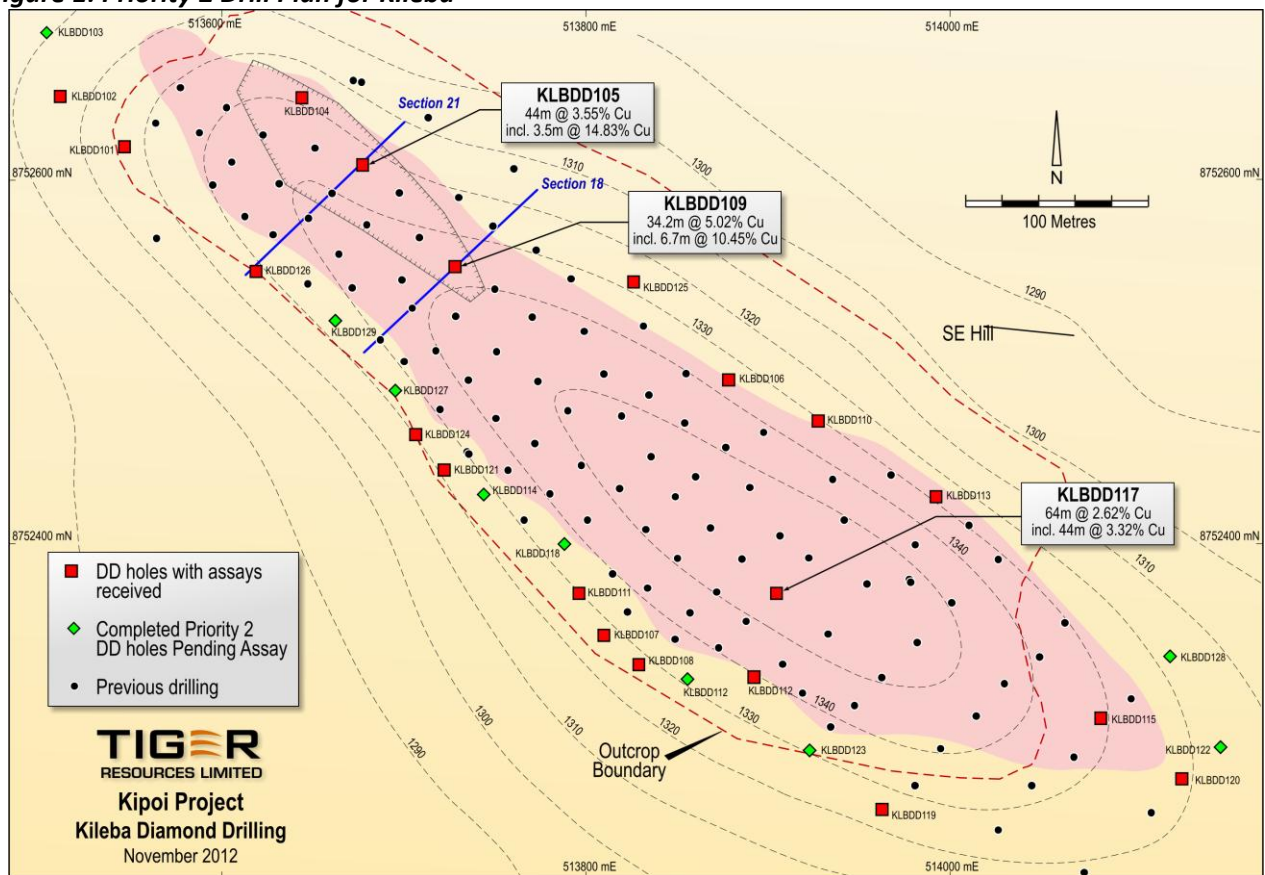 Figure 1: Priority 2 Drill Plan for Kileba
513600 mE
513800 mE
514000 mE
KLBDD103
KLBDD102
KLBDD104
KLBDD101
Section 21
KLBDD105
44m @ 3.55% Cu
incl. 3.5m @ 14.83% Cu
1310
1300
8752600 mN
8752600 mN
Section 18
KLBDD109
34.2m @ 5.02% Cu
incl. 6.7m @ 10.45% Cu
N
100 Metres
KLBDD126
KLBDD125
KLBDD129
1290
1320
1330
SE Hill
KLBDD127
KLBDD106
KLBDD110
KLBDD124
1300
KLBDD121
KLBDD114
KLBDD113
KLBDD117
64m @ 2.62% Cu
incl. 44m @ 3.32% Cu
8752400 mN
8752400 mN
KLBDD118
1340
1310
KLBDD111
KLBDD107
KLBDD108
KLBDD112
KLBDD112
KLBDD128
1340
1330
1320
1310
1300
1290
KLBDD115
KLBDD122
KLBDD123
KLBDD120
KLBDD119
Outcrop
Boundary
DD holes with assays
received
Completed Priority 2
DD holes Pending Assay
Previous drilling
TIGER
RESOURCES LIMITED
Kipoi Project
Kileba Diamond Drilling
November 2012
513800 mE
514000 mE